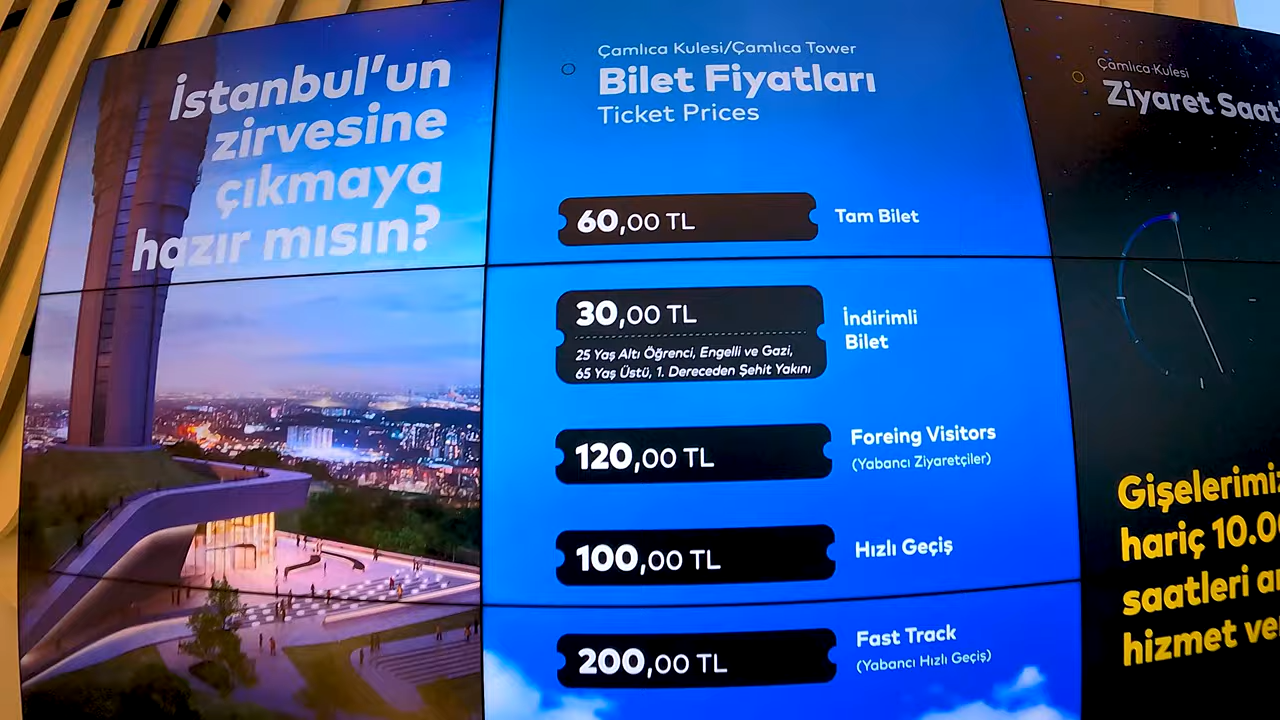 İstanbul'un
zirvesine
çıkmaya
hazır mısın?
Çamlıca Kulesi/Çamlıca Tower
Bilet Fiyatları
Ticket Prices
60,00 TL
Tam Bilet
30,00 TL
25 Yaş Altı Öğrenci, Engelli ve Gazi,
65 Yaş Üstü, 1. Dereceden Şehit Yakını
İndirimli
Bilet
120,00 TL
Foreing Visitors
(Yabancı Ziyaretçiler)
100,00 TL
Hızlı Geçiş
200,00 TL
Fast Track
(Yabancı Hızlı Geçiş)
Çamlıca Kulesi
Ziyaret Saat
Gişelerimiz
hariç 10.0
saatleri a
hizmet ve